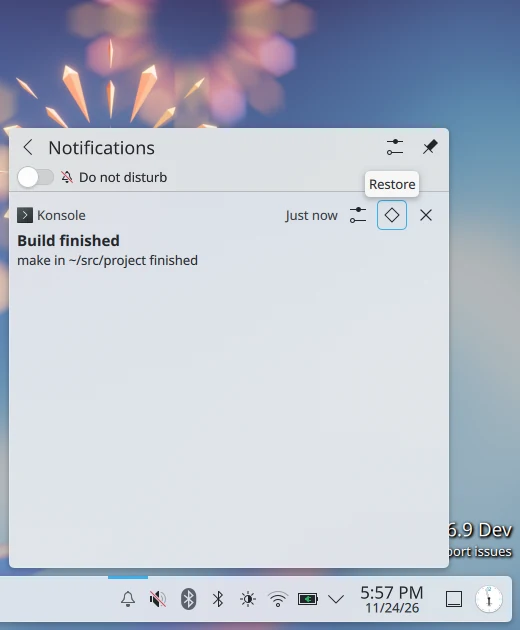 Notifications
Do not disturb
Restore
Konsole
Just now
Build finished
make in ~/src/project finished
6.9 Dev
port issues
5:57 PM
11/24/26